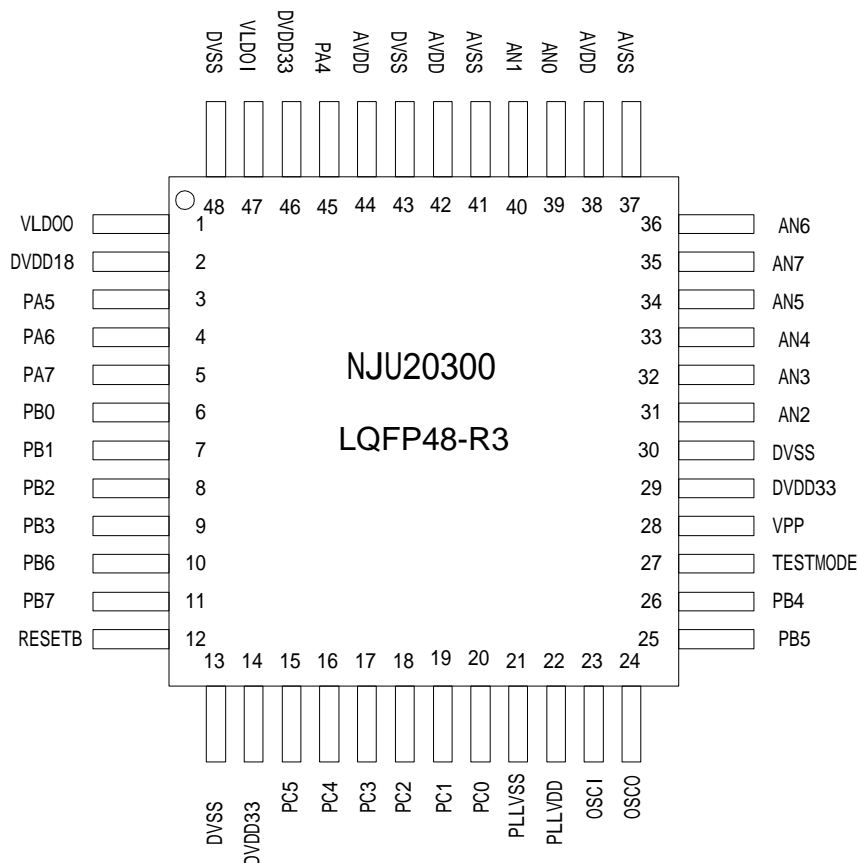 DVSS VLDOI DVDD33 PA4 AVDD DVSS AVDD AVSS AN1 AN0 AVDD AVSS
48 47 46 45 44 43 42 41 40 39 38 37
VLDOO 1 36 AN6
DVDD18 2 35 AN7
PA5 3 34 AN5
PA6 4 33 AN4
PA7 5 32 AN3
PB0 6 31 AN2
PB1 7 30 DVSS
PB2 8 29 DVDD33
PB3 9 28 VPP
PB6 10 27 TESTMODE
PB7 11 26 PB4
RESETB 12 25 PB5
NJU20300
LQFP48-R3
13 14 15 16 17 18 19 20 21 22 23 24
DVSS DVDD33 PC5 PC4 PC3 PC2 PC1 PC0 PLLVSS PLLVDD OSCI OSCO